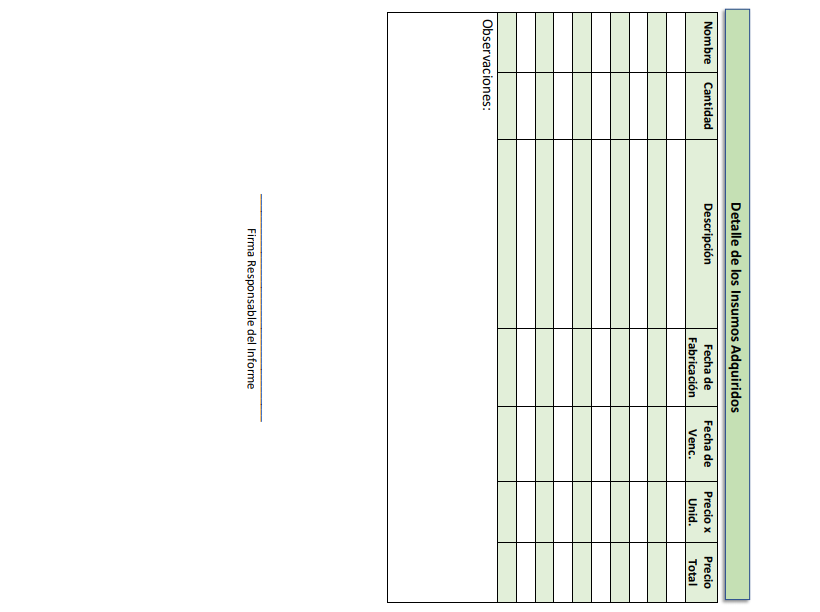 Detalle de los Insumos Adquiridos
Nombre
Cantidad
Descripción
Fecha de
Fabricación
Fecha de
Venc.
Precio x
Unid.
Precio
Total
Observaciones:
Firma Responsable del Informe